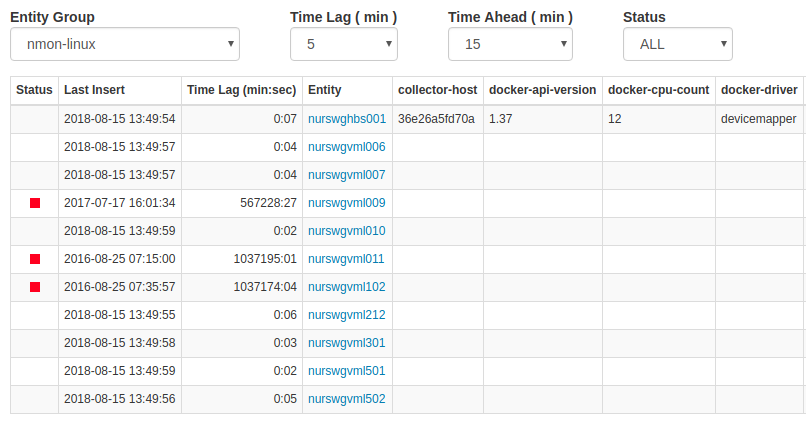 Entity Group Time Lag ( min ) Time Ahead ( min ) Status
nmon-linux 5 15 ALL
Status Last Insert Time Lag (min:sec) Entity collector-host docker-api-version docker-cpu-count docker-driver
2018-08-15 13:49:54 0:07 nurswghbs001 36e26a5fd70a 1.37 12 devicemapper
2018-08-15 13:49:57 0:04 nurswgvml006
2018-08-15 13:49:57 0:04 nurswgvml007
2017-07-17 16:01:34 567228:27 nurswgvml009
2018-08-15 13:49:59 0:02 nurswgvml010
2016-08-25 07:15:00 1037195:01 nurswgvml011
2016-08-25 07:35:57 1037174:04 nurswgvml102
2018-08-15 13:49:55 0:06 nurswgvml212
2018-08-15 13:49:58 0:03 nurswgvml301
2018-08-15 13:49:59 0:02 nurswgvml501
2018-08-15 13:49:56 0:05 nurswgvml502